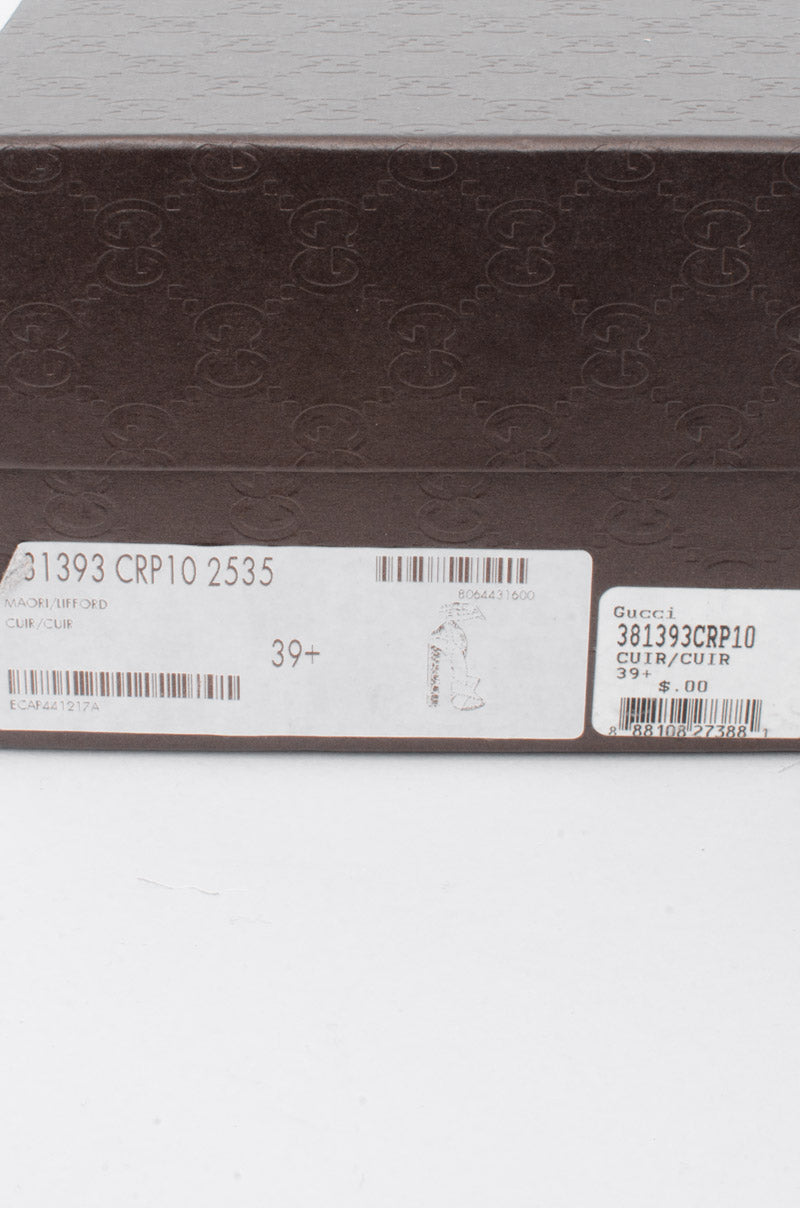 31393 CRP10 2535
8064431600
MAORI/LIFFORD
CUIR/CUIR
39+
ECAP441217A
Gucci
381393CRP10
CUIR/CUIR
39+
$.00
8 88108 27388 1